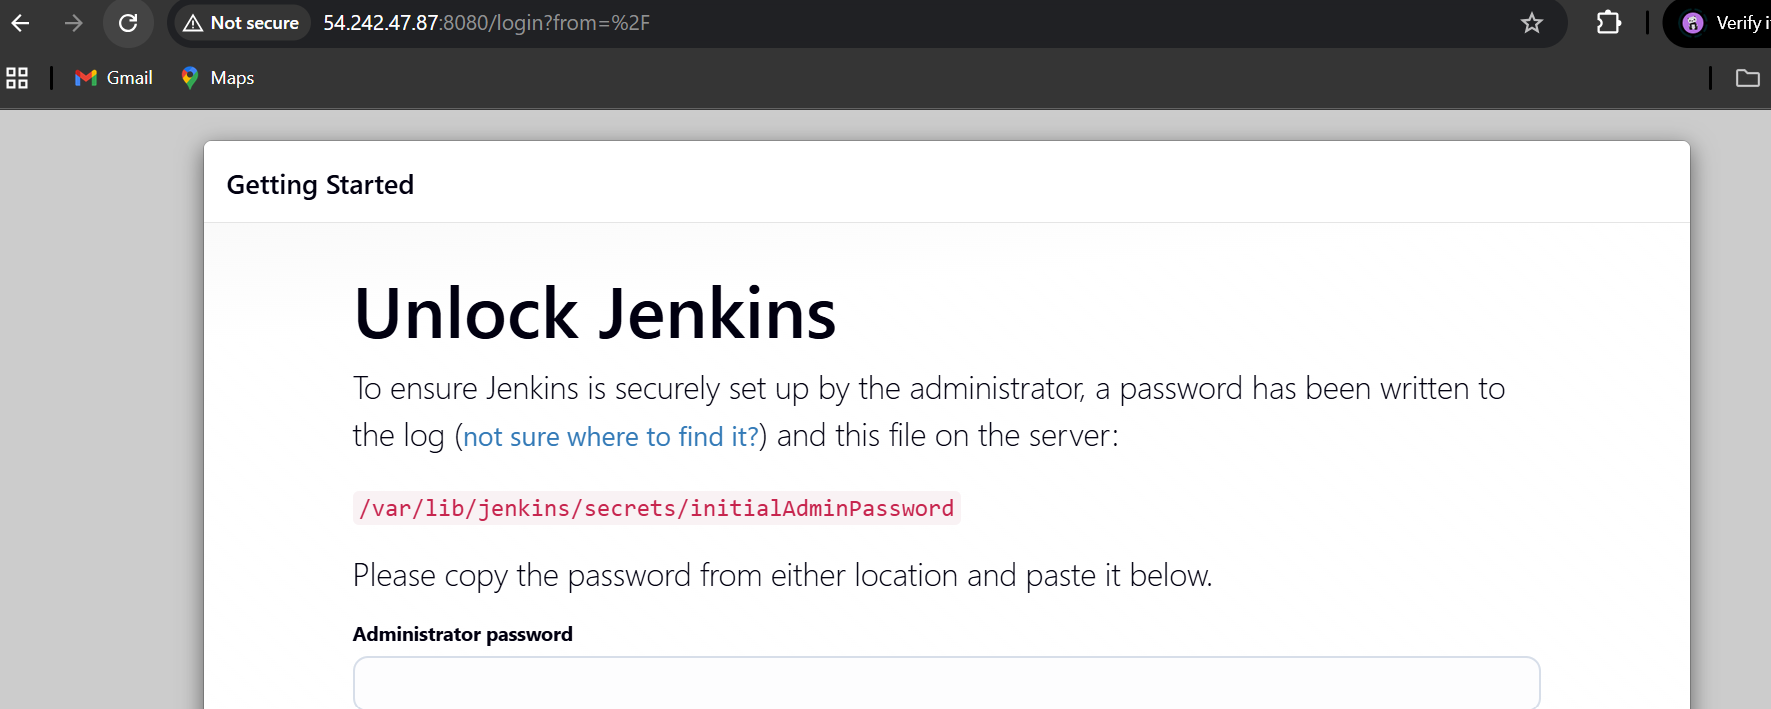 Not secure 54.242.47.87:8080/login?from=%2F
Verify i
Gmail Maps
Getting Started
Unlock Jenkins
To ensure Jenkins is securely set up by the administrator, a password has been written to
the log (not sure where to find it?) and this file on the server:
/var/lib/jenkins/secrets/initialAdminPassword
Please copy the password from either location and paste it below.
Administrator password